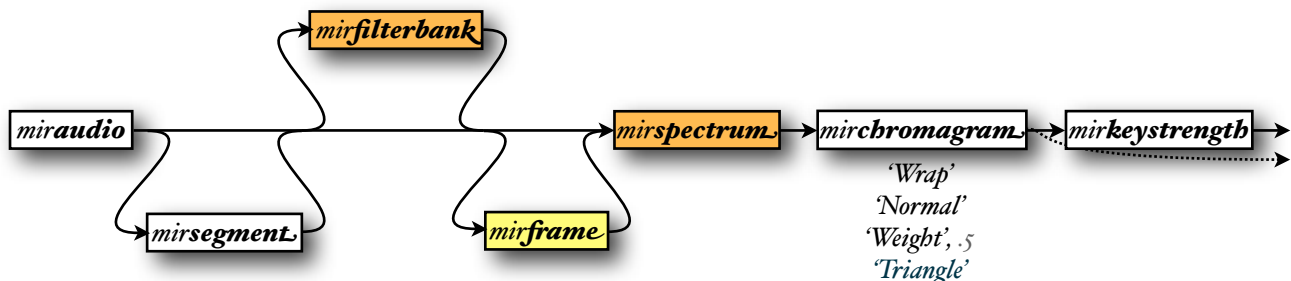 mirfilterbank
miraudio
mirspectrum
mirchromagram
mirkeystrength
mirsegment
mirframe
‘Wrap’
‘Normal’
‘Weight’, .5
‘Triangle’